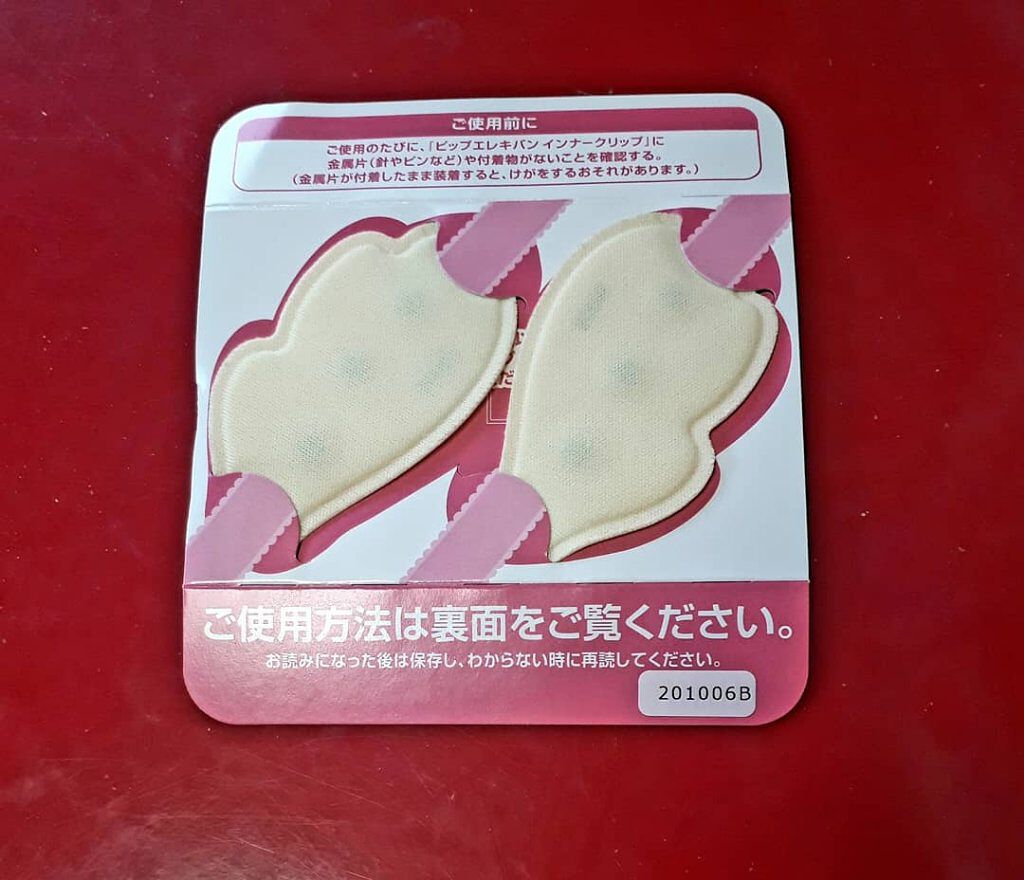 ご使用前に
ご使用のたびに、「ピップエレキバン インナークリップ」に
金属片(針やピンなど)や付着物がないことを確認する。
(金属片が付着したまま装着すると、けがをするおそれがあります。)
ご使用方法は裏面をご覧ください。
お読みになった後は保存し、わからない時に再読してください。
201006B